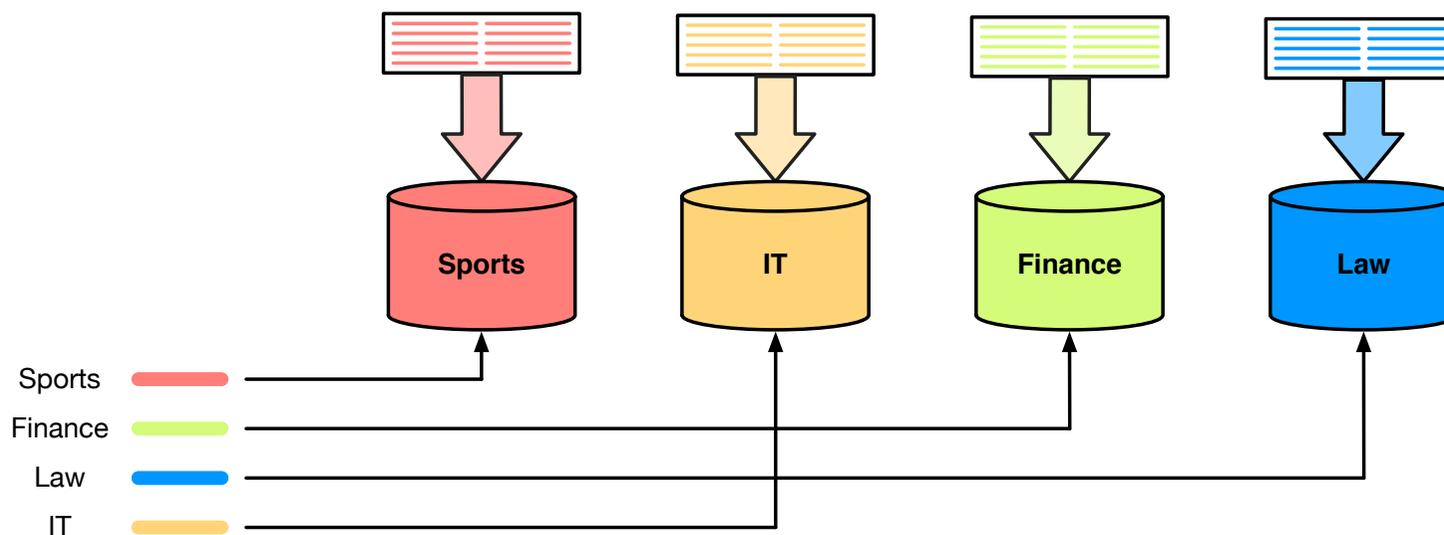 Sports
IT
Finance
Law
Sports
Finance
Law
IT